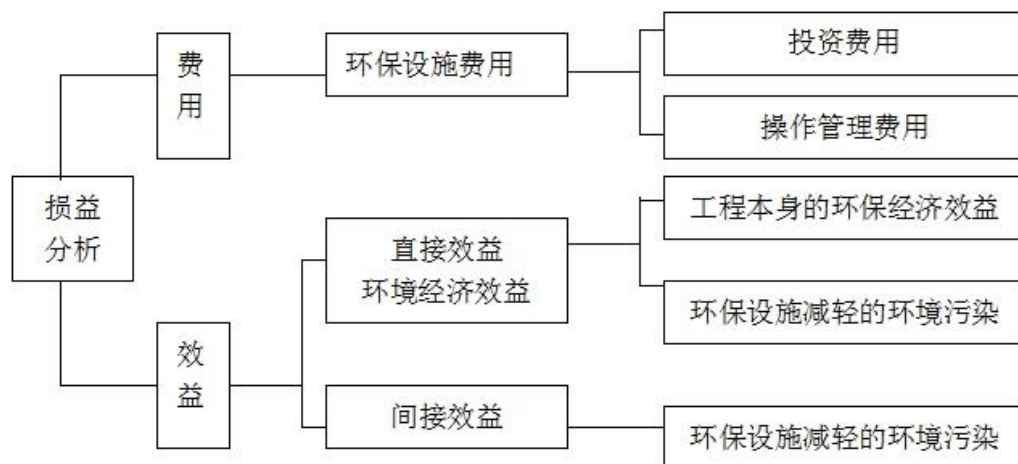 费
用
环保设施费用
投资费用
操作管理费用
损益
分析
直接效益
环境经济效益
工程本身的环保经济效益
环保设施减轻的环境污染
效
益
间接效益
环保设施减轻的环境污染